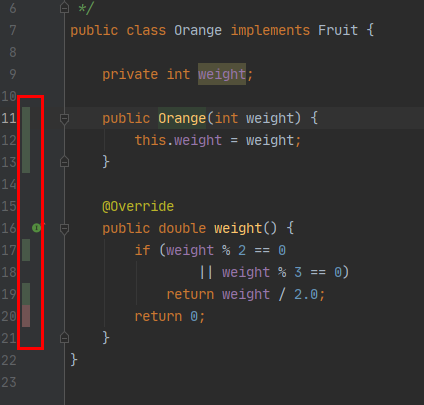 6 */
7 public class Orange implements Fruit {
8
9 private int weight;
10
11 public Orange(int weight) {
12 this.weight = weight;
13 }
14
15 @Override
16 public double weight() {
17 if (weight % 2 == 0
18 || weight % 3 == 0)
19 return weight / 2.0;
20 return 0;
21 }
22 }
23